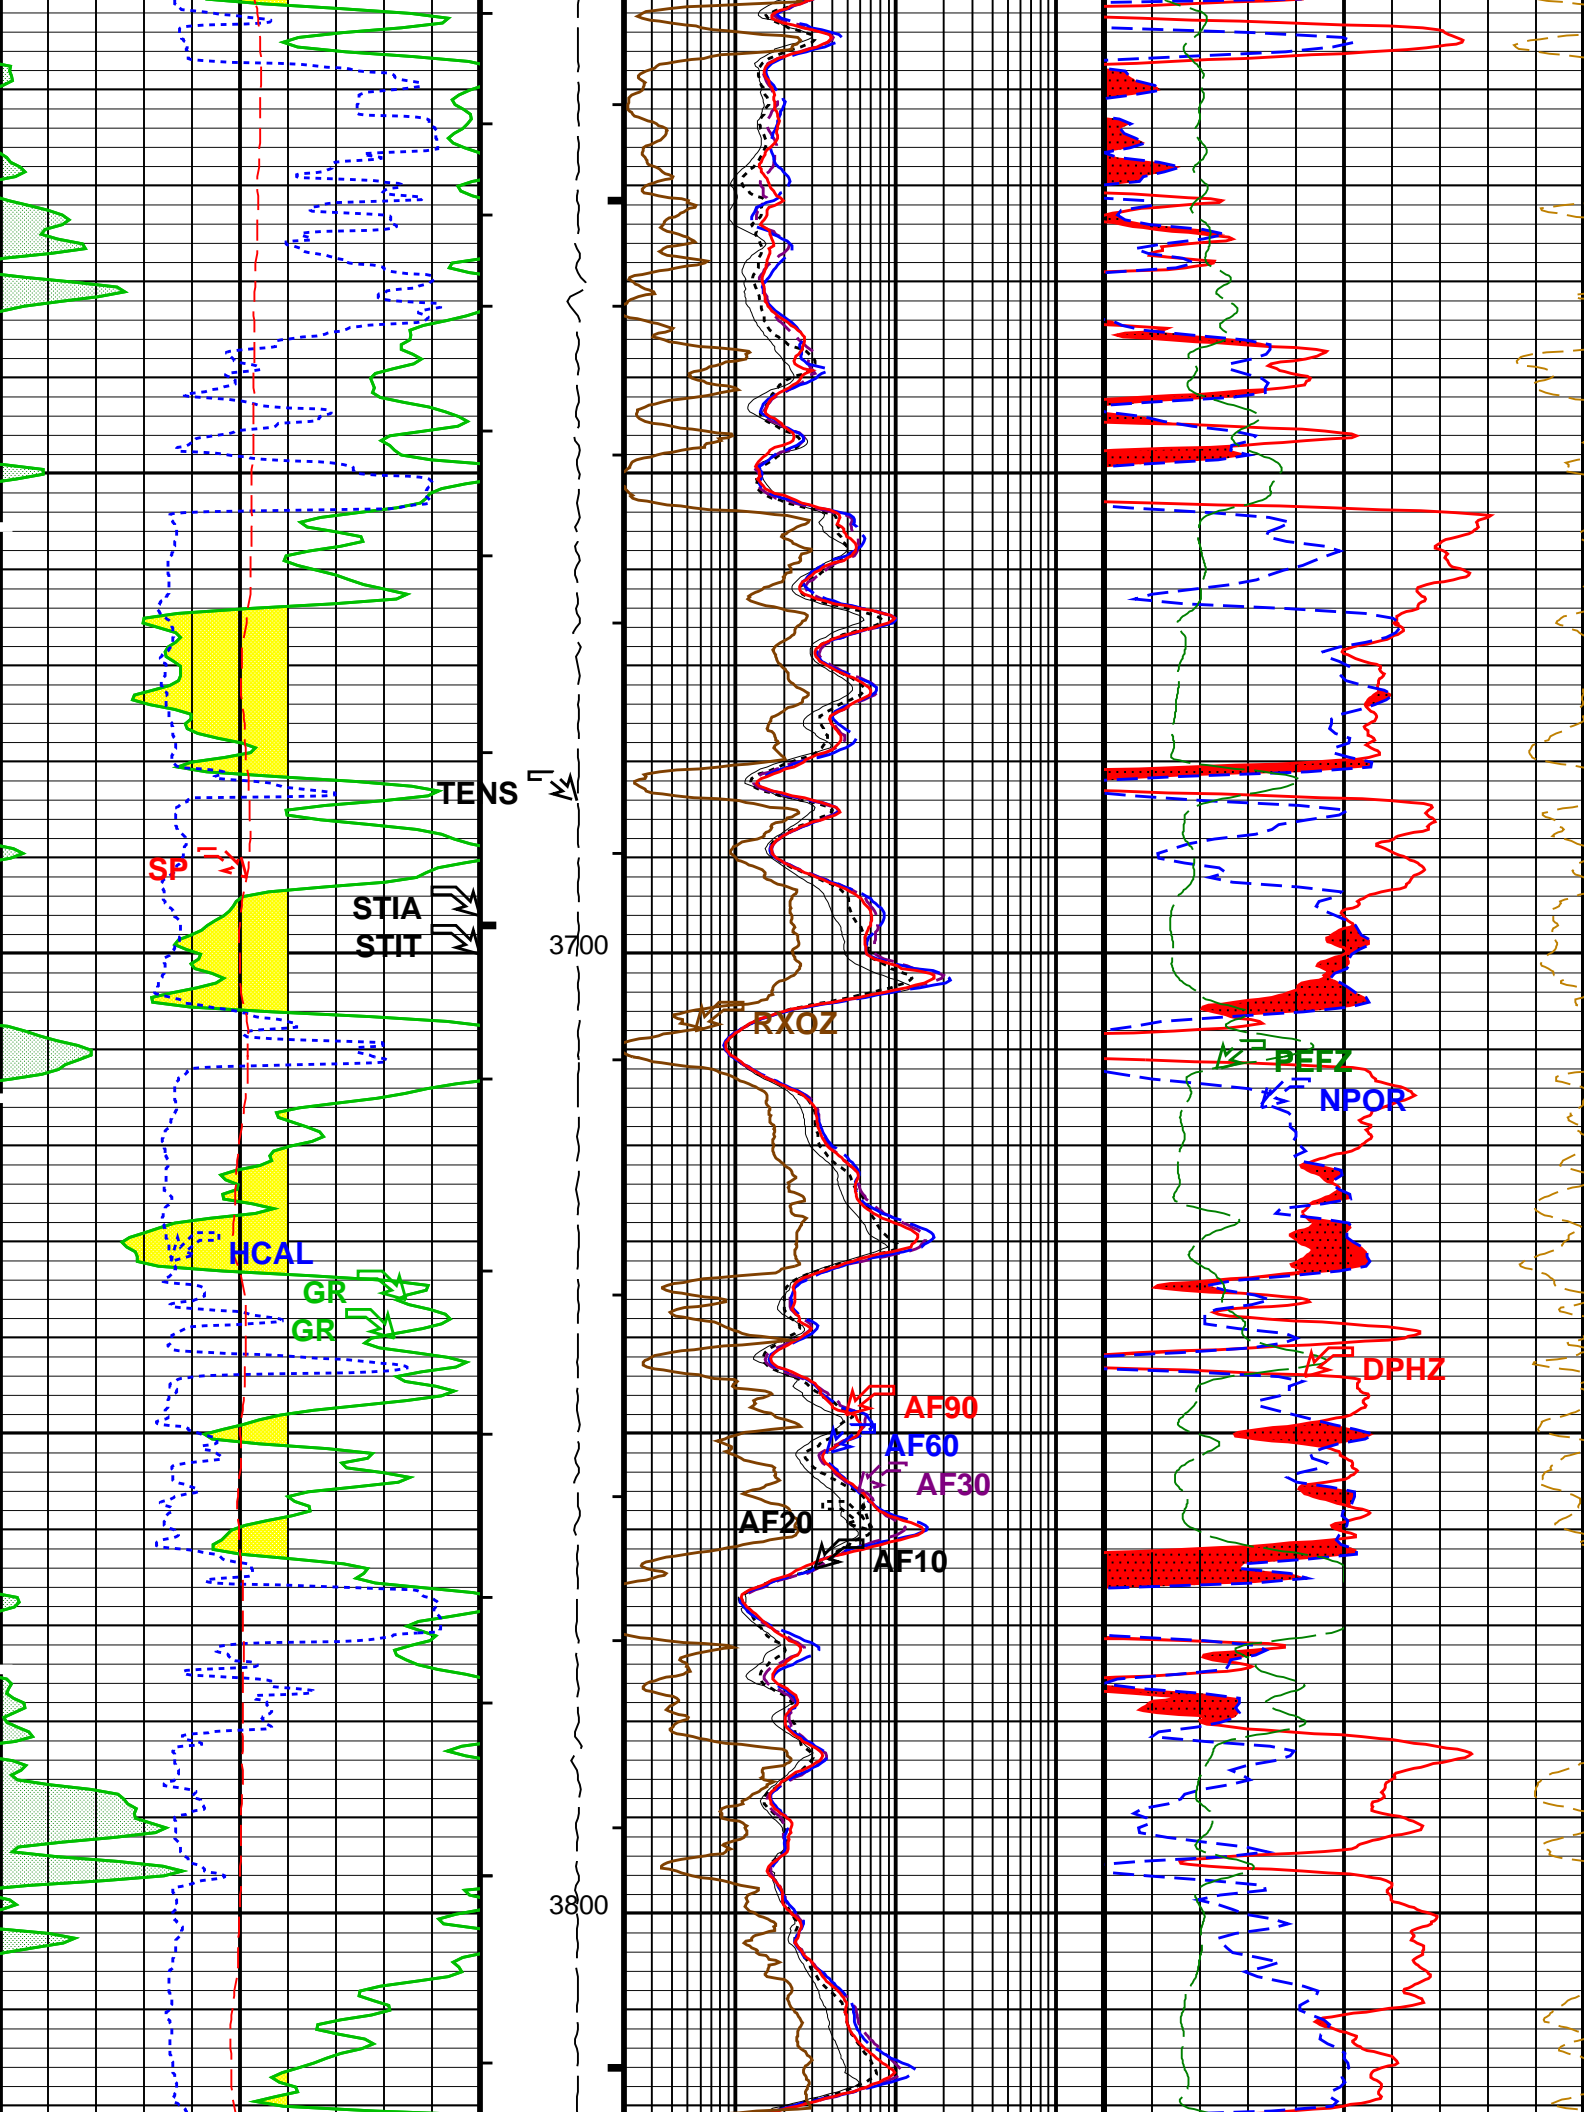 TENS
SP
STIA
STIT
3700
RXOZ
PEFZ
NPOR
HCAL
GR
GR
DPHZ
AF90
AF60
AF30
AF20
AF10
3800